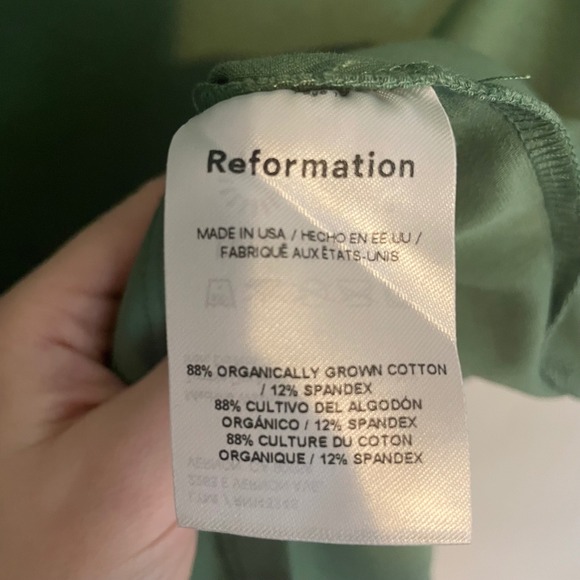 Reformation
MADE IN USA / HECHO EN EE.UU /
FABRIQUÉ AUX ÉTATS-UNIS
88% ORGANICALLY GROWN COTTON
/ 12% SPANDEX
88% CULTIVO DEL ALGODÓN
ORGÁNICO / 12% SPANDEX
88% CULTURE DU COTON
ORGANIQUE / 12% SPANDEX